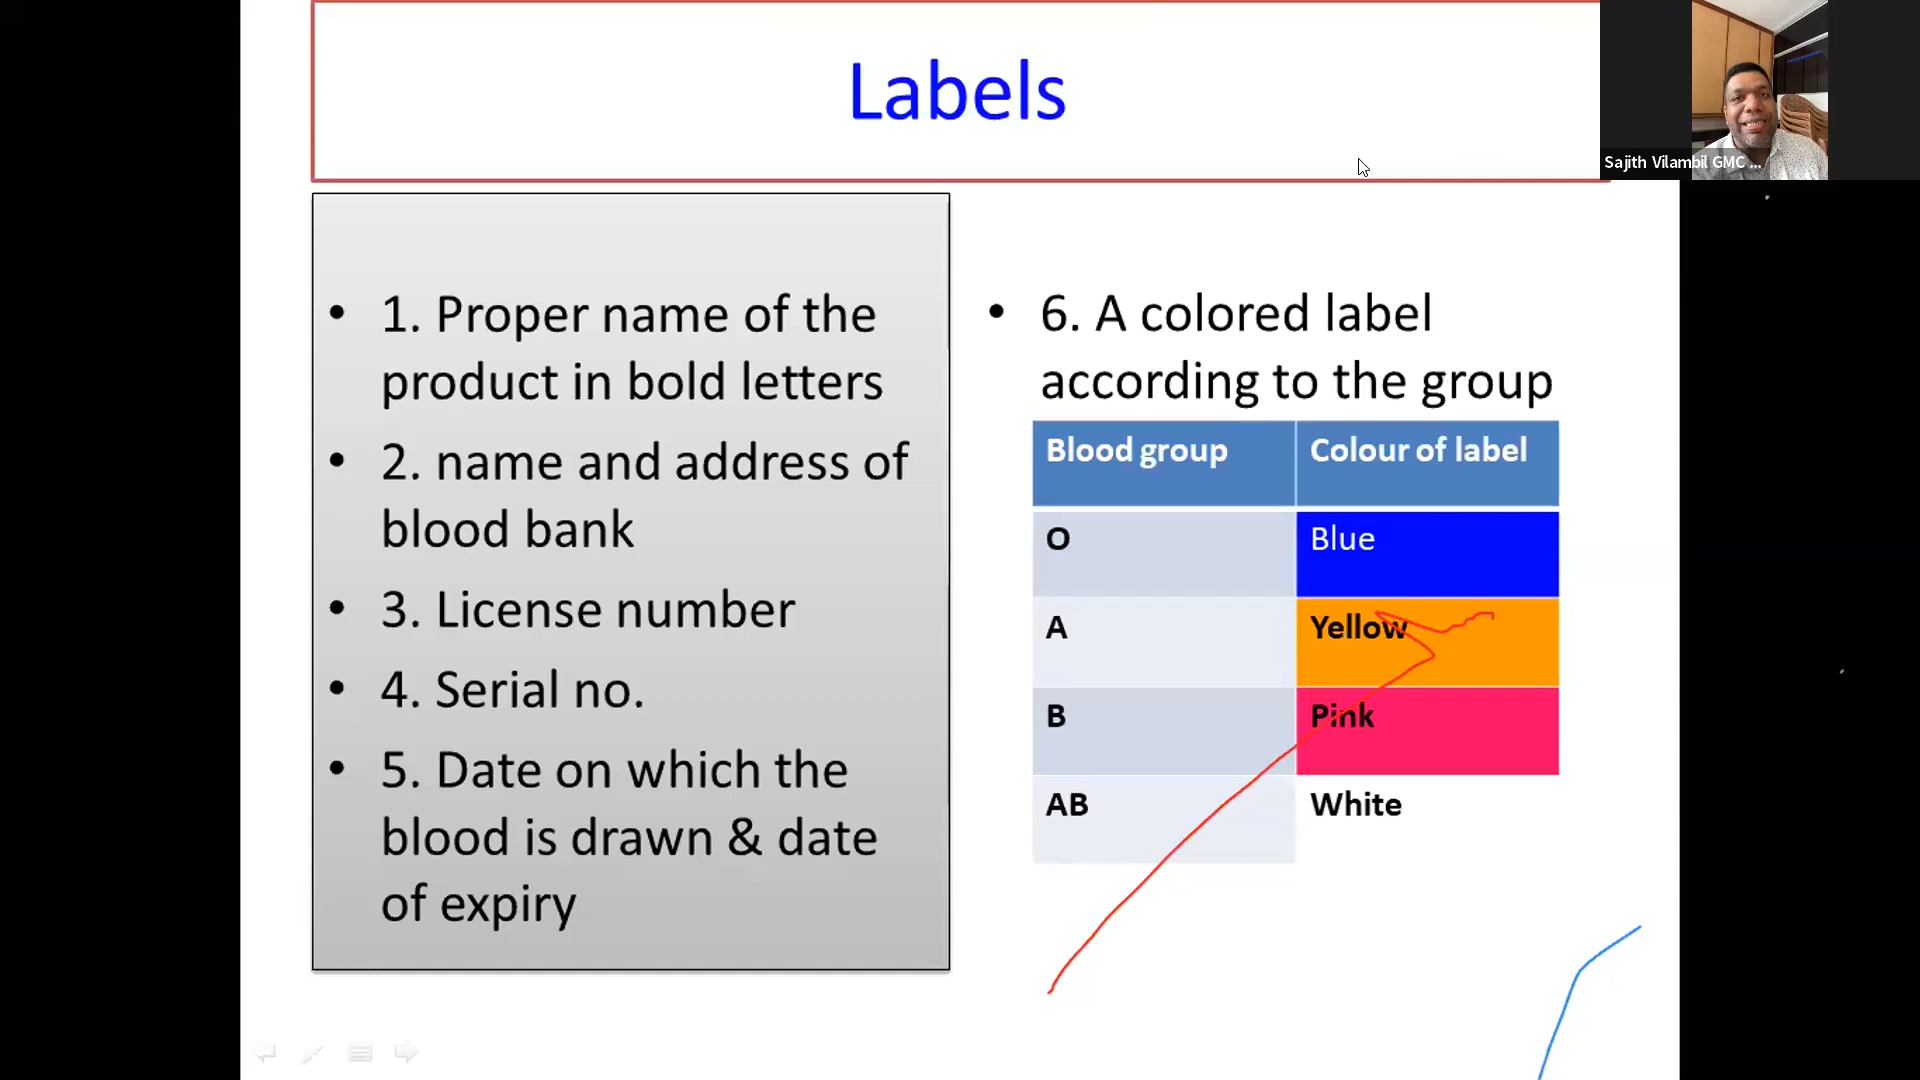 Labels
Sajith Vilambil GMC ...
• 1. Proper name of the
product in bold letters
• 2. name and address of
blood bank
• 3. License number
• 4. Serial no.
• 5. Date on which the
blood is drawn & date
of expiry
• 6. A colored label
according to the group
Blood group Colour of label
O Blue
A Yellow
B Pink
AB White